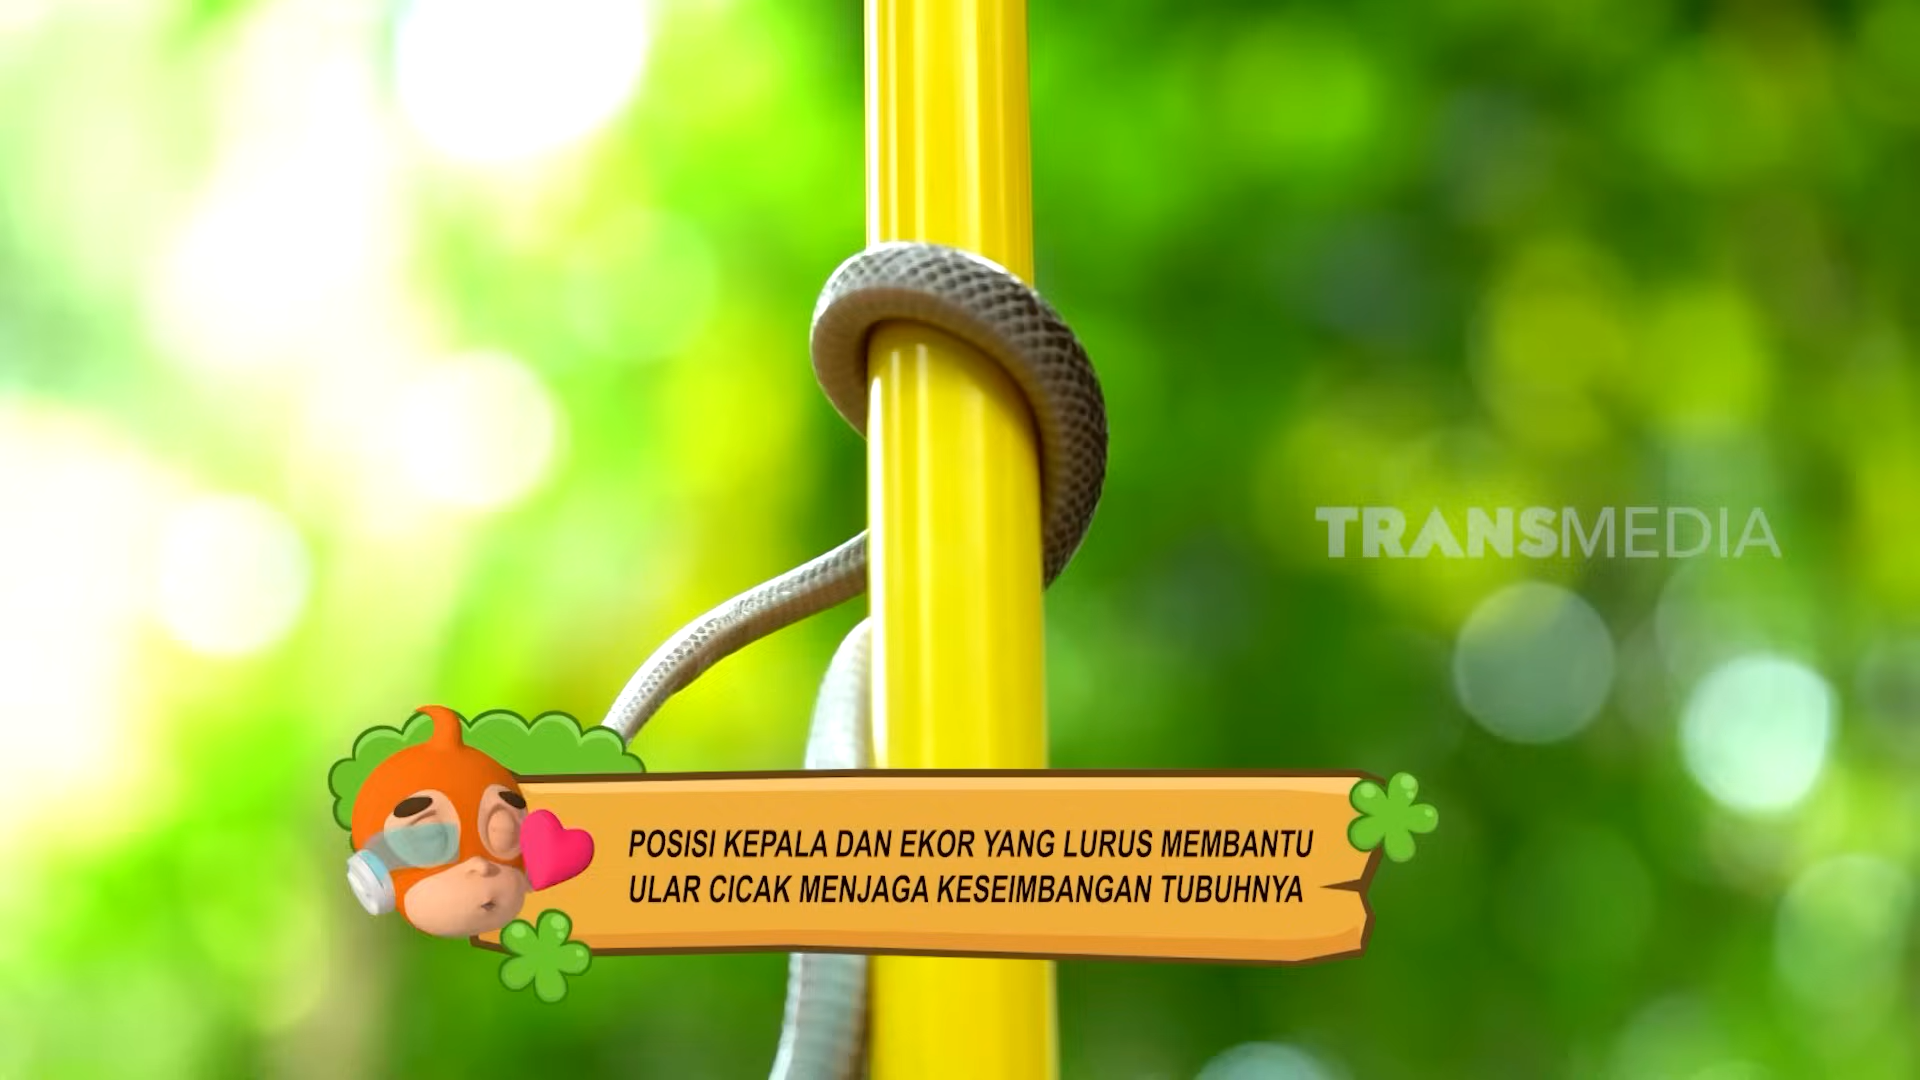 TRANSMEDIA
POSISI KEPALA DAN EKOR YANG LURUS MEMBANTU
ULAR CICAK MENJAGA KESEIMBANGAN TUBUHNYA